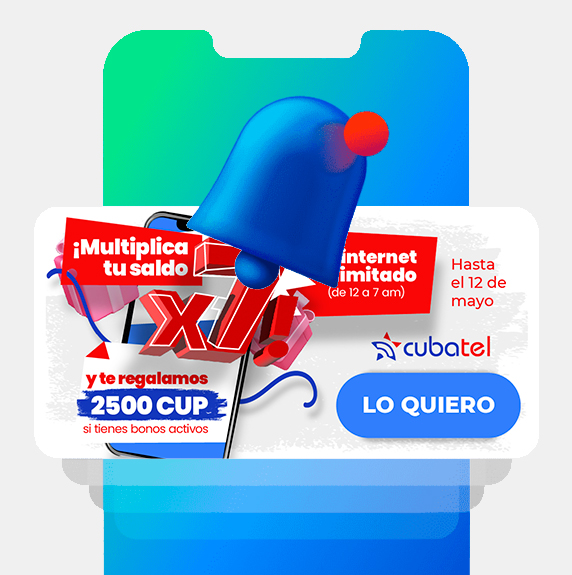 ¡Multiplica
tu saldo
x7!
internet
(de 12 a 7 am)
Hasta
el 12 de
mayo
y te regalamos
2500 CUP
si tienes bonos activos
cubatel
LO QUIERO